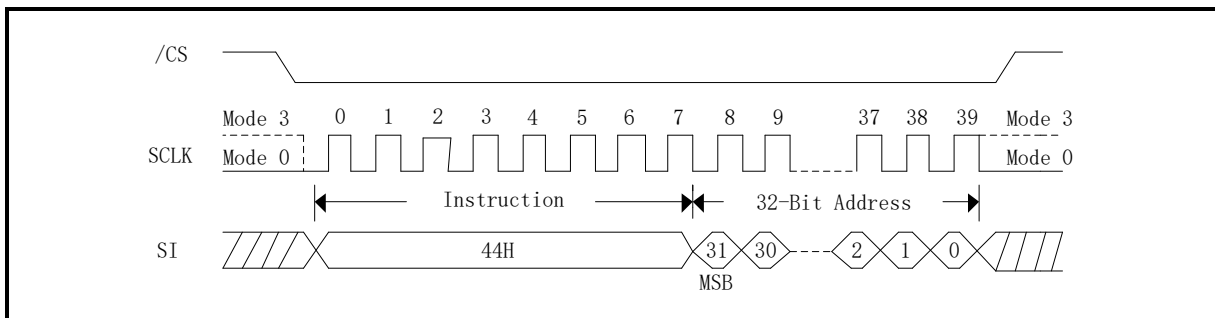 /CS
Mode 3 0 1 2 3 4 5 6 7 8 9 37 38 39 Mode 3
SCLK Mode 0 Mode 0
Instruction 32-Bit Address
SI 44H 31 30 2 1 0
MSB